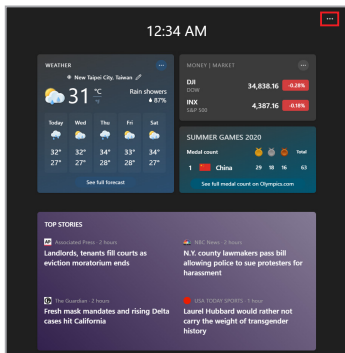 12:34 AM
WEATHER
New Taipei City, Taiwan
31 °C
°F
Rain showers
87%
Today Wed Thu Fri Sat
32° 32° 34° 33° 34°
27° 27° 28° 28° 27°
See full forecast
MONEY | MARKET
DJI
DOW
34,838.16 -0.28%
INX
S&P 500
4,387.16 -0.18%
SUMMER GAMES 2020
Medal count Total
1 China 29 18 16 63
See full medal count on Olympics.com
TOP STORIES
AP Associated Press · 2 hours
Landlords, tenants fill courts as
eviction moratorium ends
NBC News · 2 hours
N.Y. county lawmakers pass bill
allowing police to sue protesters for
harassment
The Guardian · 2 hours
Fresh mask mandates and rising Delta
cases hit California
USA TODAY SPORTS · 1 hour
Laurel Hubbard would rather not
carry the weight of transgender
history